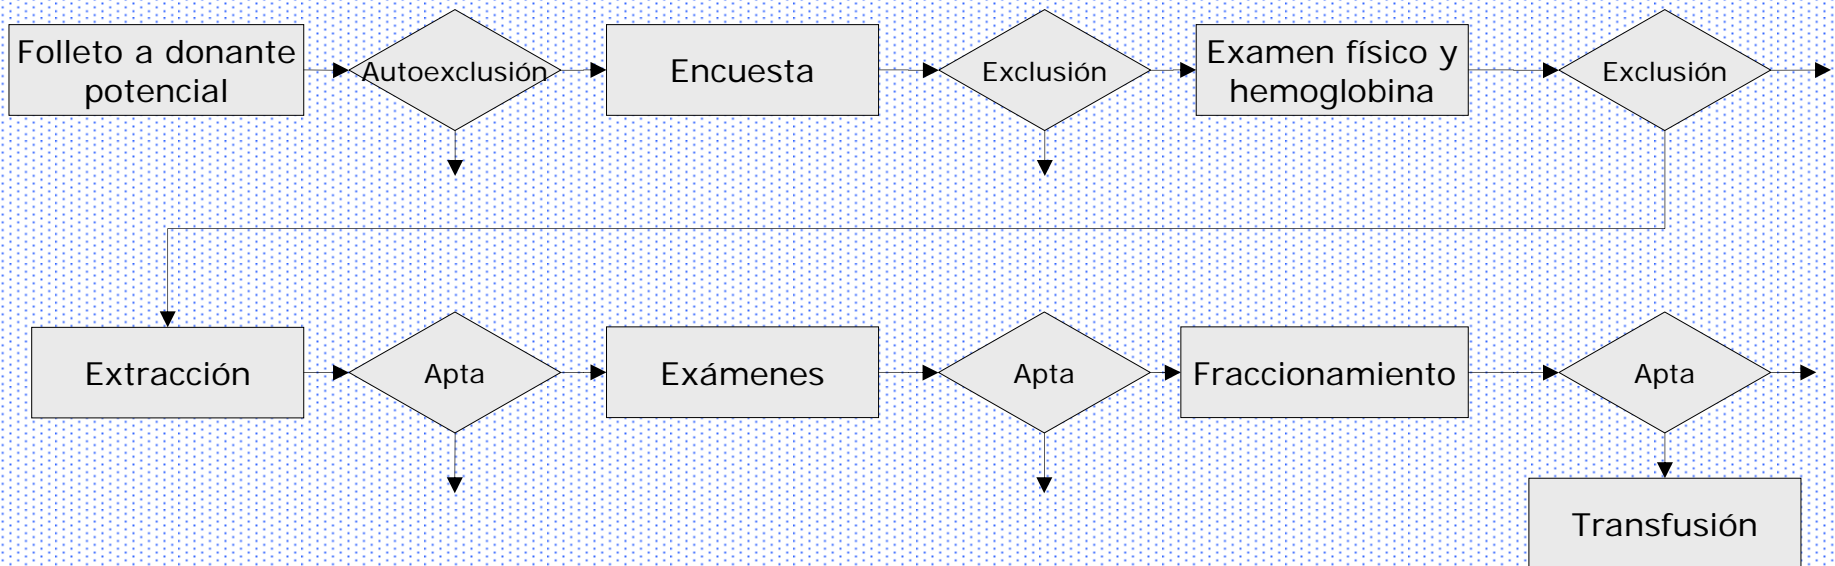 Folleto a donante
potencial
Autoexclusión
Encuesta
Exclusión
Examen físico y
hemoglobina
Exclusión
Extracción
Apta
Exámenes
Apta
Fraccionamiento
Apta
Transfusión